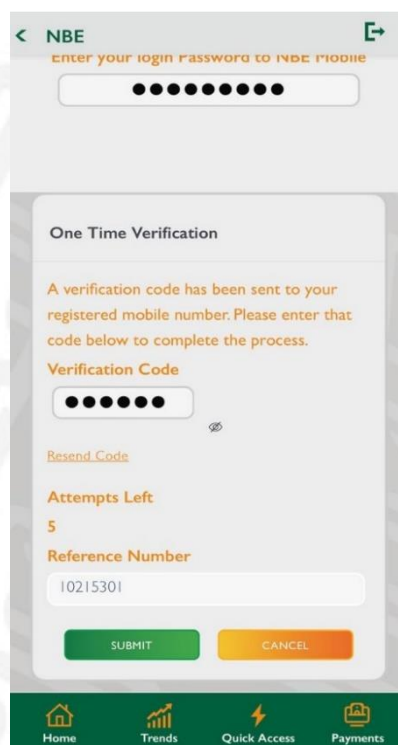 NBE
Enter your login Password to NBE Mobile
●●●●●●●●●
One Time Verification
A verification code has been sent to your
registered mobile number. Please enter that
code below to complete the process.
Verification Code
●●●●●●
Resend Code
Attempts Left
5
Reference Number
10215301
SUBMIT CANCEL
Home Trends Quick Access Payments